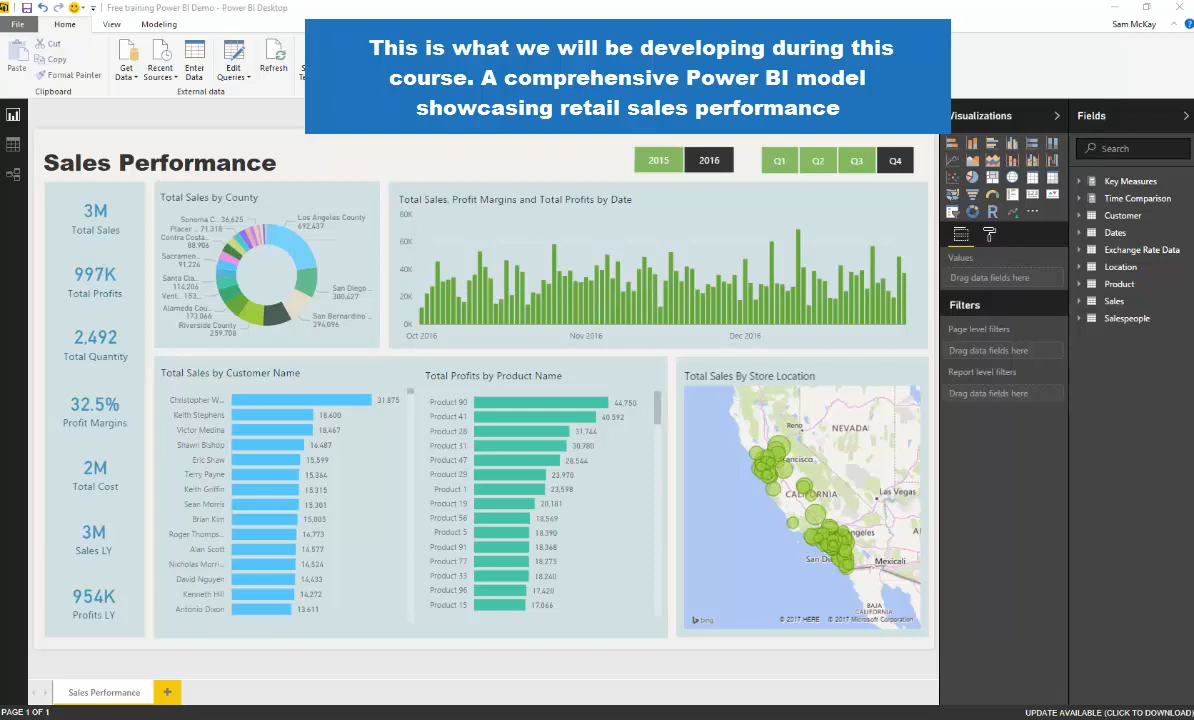 Free training Power BI Demo - Power BI Desktop
Sam McKay
File
Home
View
Modeling
Paste
Cut
Copy
Format Painter
Clipboard
Get Data
Recent Sources
Enter Data
Edit Queries
Refresh
External data
This is what we will be developing during this
course. A comprehensive Power BI model
showcasing retail sales performance
Sales Performance
2015
2016
Q1
Q2
Q3
Q4
3M
Total Sales
997K
Total Profits
2,492
Total Quantity
32.5%
Profit Margins
2M
Total Cost
3M
Sales LY
954K
Profits LY
Total Sales by County
Sonoma C... 36,625
Placer ... 71,318
Contra Costa...
88,906
Sacramen...
91,224
Santa Cla...
114,206
Vent... 153...
Alameda Cou...
173,066
Riverside County
259,708
Los Angeles County
692,437
San Diego ...
300,627
San Bernardino ...
294,096
Total Sales, Profit Margins and Total Profits by Date
80K
60K
40K
20K
0K
Oct 2016
Nov 2016
Dec 2016
Total Sales by Customer Name
Christopher W... 31,875
Keith Stephens 18,600
Victor Medina 18,467
Shawn Bishop 16,487
Eric Shaw 15,599
Terry Payne 15,364
Keith Griffin 15,315
Sean Morris 15,301
Brian Kim 15,005
Roger Thomps... 14,773
Alan Scott 14,577
Nicholas Morri... 14,524
David Nguyen 14,433
Kenneth Hill 14,272
Antonio Dixon 13,611
Total Profits by Product Name
Product 90 44,750
Product 41 40,592
Product 28 31,744
Product 31 30,780
Product 47 28,544
Product 29 23,970
Product 1 23,598
Product 19 20,181
Product 56 18,569
Product 5 18,390
Product 91 18,368
Product 77 18,275
Product 35 18,240
Product 96 17,420
Product 15 17,066
Total Sales By Store Location
Reno
NEVADA
Francisco
CALIFORNIA
Las Vegas
Angeles
San Di
Mexicali
BAJA
CALIFORNIA
bing
© 2017 HERE © 2017 Microsoft Corporation
Visualizations
Values
Drag data fields here
Filters
Page level filters
Drag data fields here
Report level filters
Drag data fields here
Fields
Search
Key Measures
Time Comparison
Customer
Dates
Exchange Rate Data
Location
Product
Sales
Salespeople
Sales Performance
PAGE 1 OF 1
UPDATE AVAILABLE (CLICK TO DOWNLOAD)